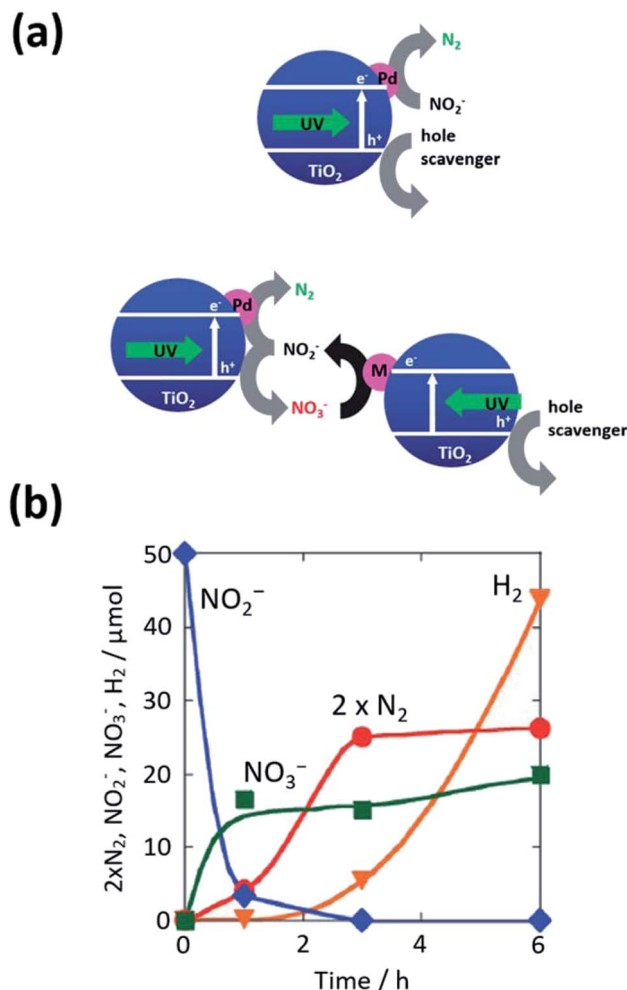 (a)
N₂
Pd
e⁻
NO₂⁻
UV
h⁺
hole
scavenger
TiO₂
Pd
N₂
e⁻
NO₂⁻
M
e⁻
UV
h⁺
UV
h⁺
hole
scavenger
TiO₂
NO₃⁻
TiO₂
(b)
2xN₂, NO₂⁻, NO₃⁻, H₂ / μmol
50
40
30
20
10
0
NO₂⁻
H₂
2 x N₂
NO₃⁻
0 2 4 6
Time / h